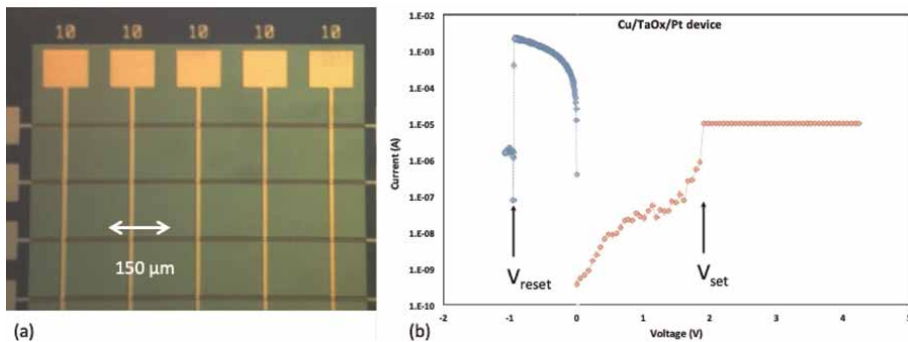 10 10 10 10 10
150 μm
(a)
Cu/TaOx/Pt device
Current (A)
1.E-02
1.E-03
1.E-04
1.E-05
1.E-06
1.E-07
1.E-08
1.E-09
1.E-10
Vreset
Vset
-2 -1 0 1 2 3 4 5
Voltage (V)
(b)